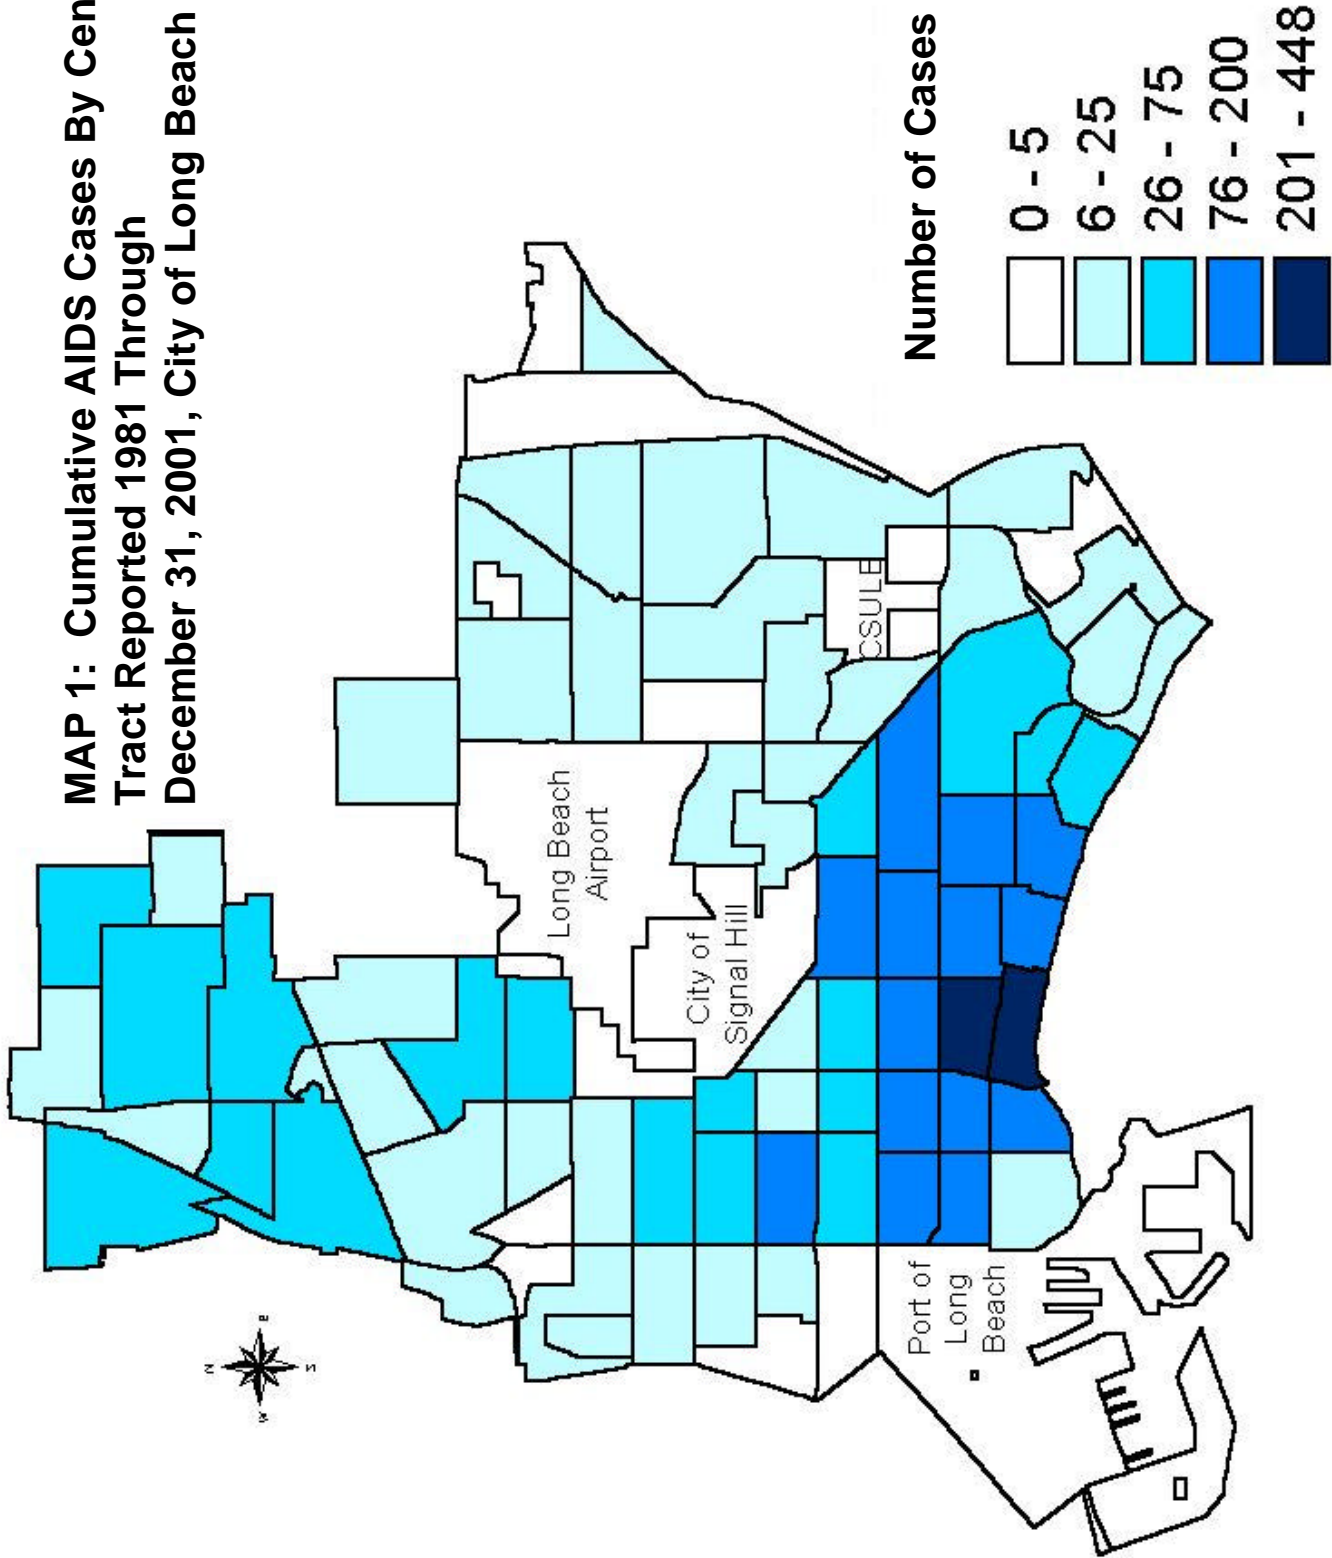 MAP 1: Cumulative AIDS Cases By Cen
Tract Reported 1981 Through
December 31, 2001, City of Long Beach
N
E
S
W
Long Beach
Airport
City of
Signal Hill
CSULB
Port of
Long
Beach
Number of Cases
0 - 5
6 - 25
26 - 75
76 - 200
201 - 448